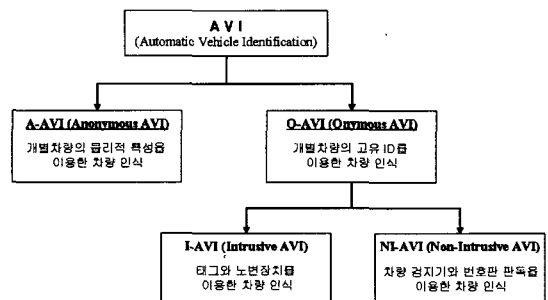 A V I
(Automatic Vehicle Identification)
A-AVI (Anonymous AVI)
개별차량의 물리적 특성을
이용한 차량 인식
O-AVI (Onymous AVI)
개별차량의 고유 ID를
이용한 차량 인식
I-AVI (Intrusive AVI)
태그와 노변장치를
이용한 차량 인식
NI-AVI (Non-Intrusive AVI)
차량 검지기와 번호판 판독을
이용한 차량 인식